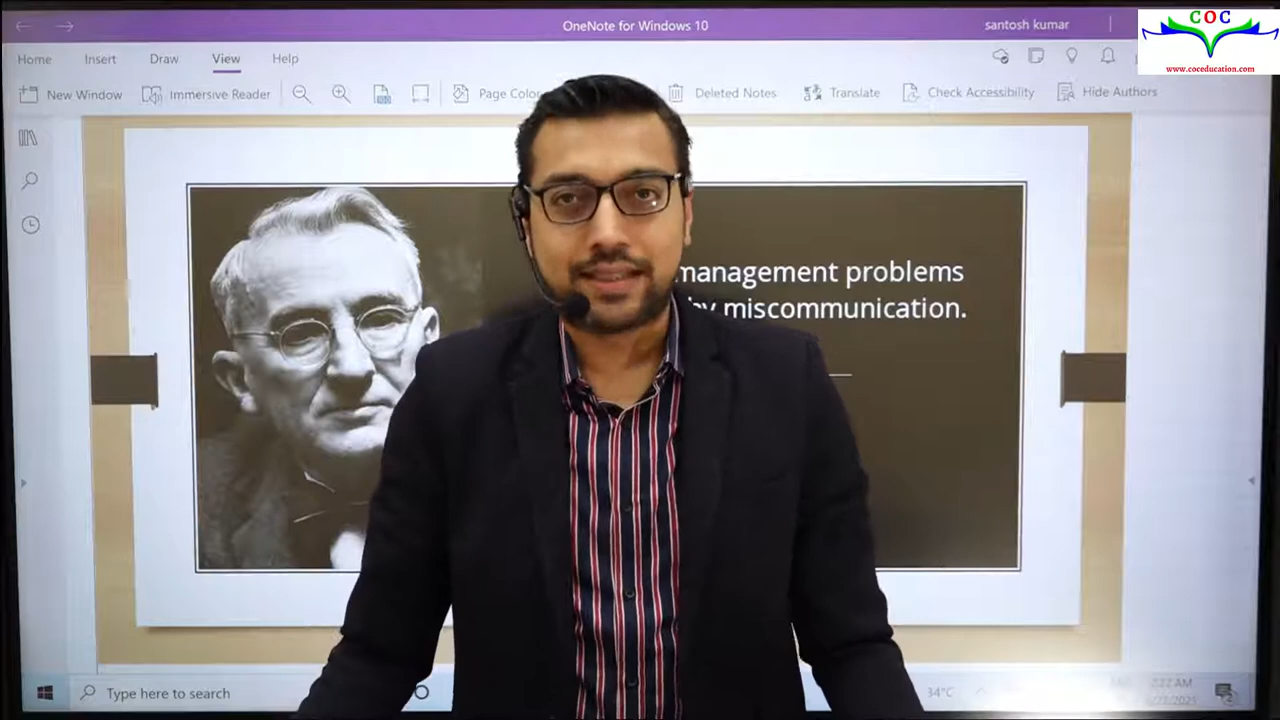 OneNote for Windows 10
santosh kumar
COC
www.coceducation.com
Home Insert Draw View Help
New Window Immersive Reader Page Color Deleted Notes Translate Check Accessibility Hide Authors
management problems
by miscommunication.
Type here to search
34°C